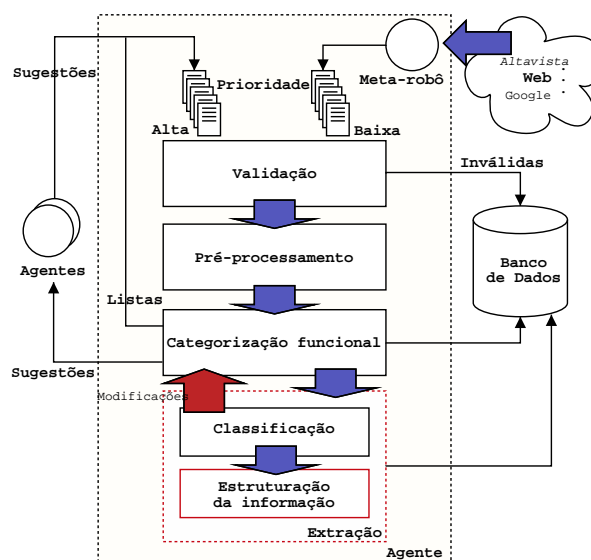 Sugestões
Prioridade
Alta
Baixa
Meta-robô
Altavista
Web
Google
Validação
Inválidas
Pré-processamento
Banco
de Dados
Agentes
Listas
Categorização funcional
Sugestões
Modificações
Classificação
Estruturação
da informação
Extração
Agente